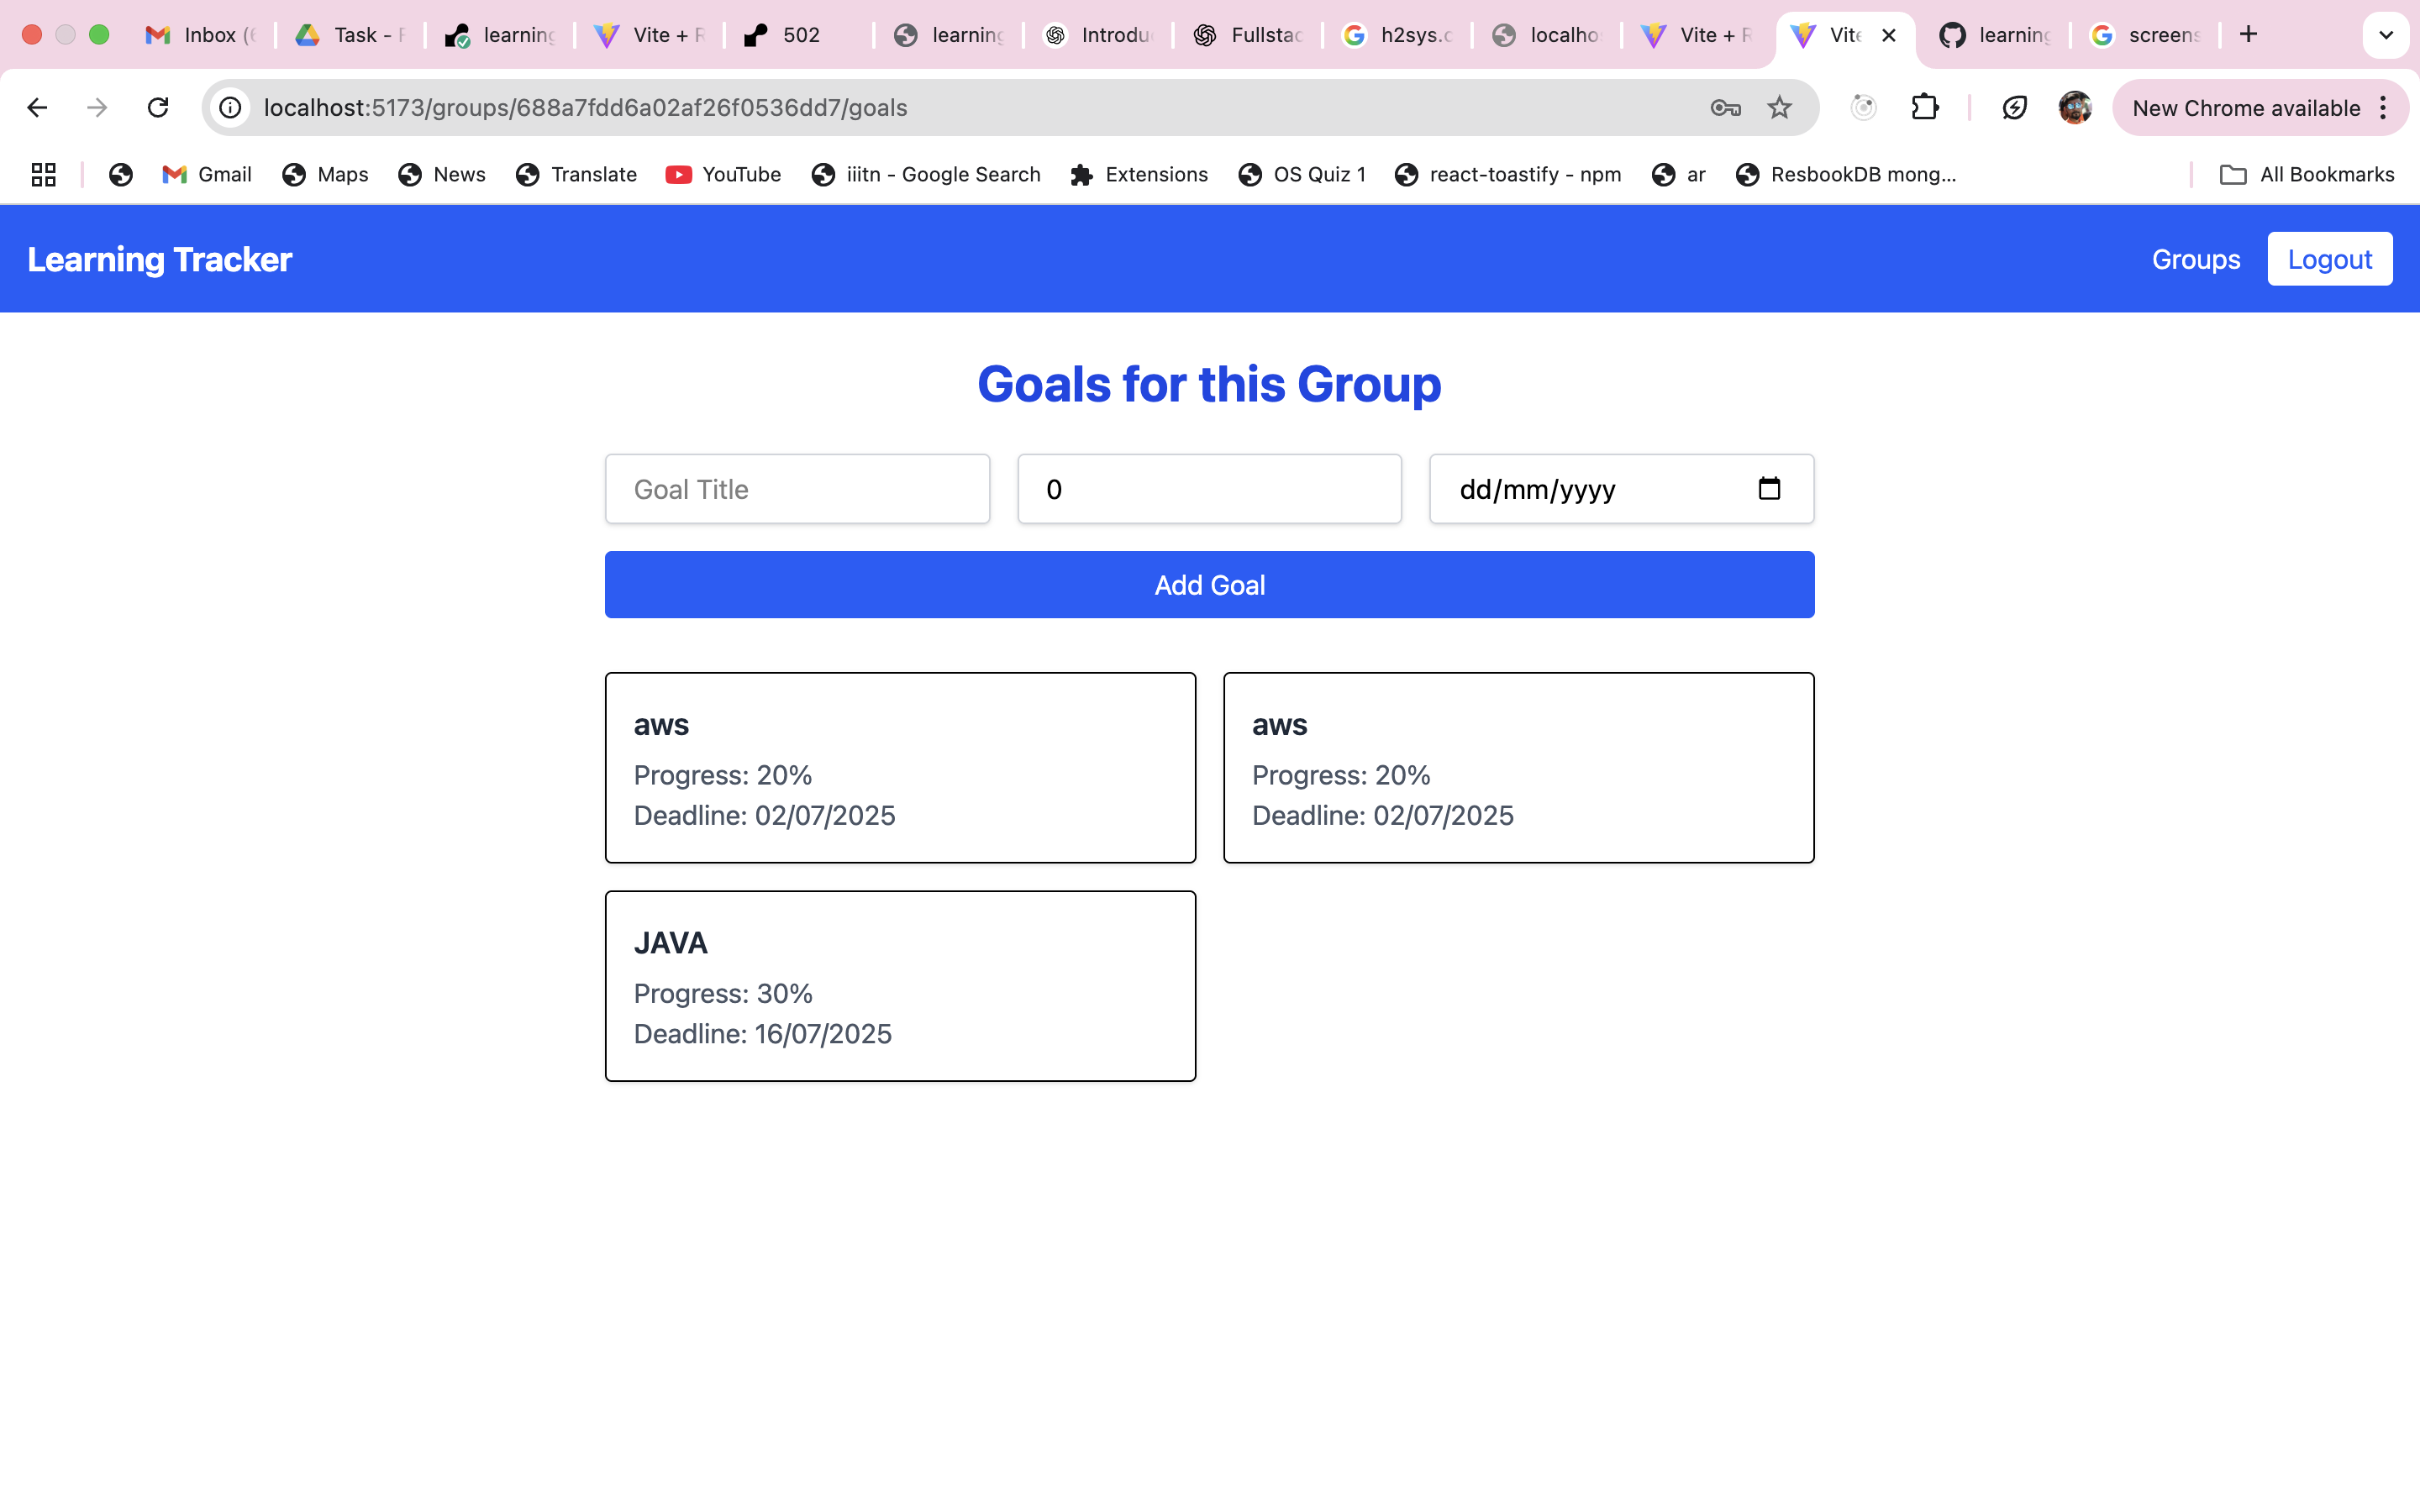 Inbox (6 Task - F learning Vite + R 502 learning Introdu Fullstac h2sys.c localho Vite + R Vite learning screens
localhost:5173/groups/688a7fdd6a02af26f0536dd7/goals New Chrome available
Gmail Maps News Translate YouTube iiitn - Google Search Extensions OS Quiz 1 react-toastify - npm ar ResbookDB mong... All Bookmarks
Learning Tracker Groups Logout
Goals for this Group
Goal Title 0 dd/mm/yyyy
Add Goal
aws aws
Progress: 20% Progress: 20%
Deadline: 02/07/2025 Deadline: 02/07/2025
JAVA
Progress: 30%
Deadline: 16/07/2025